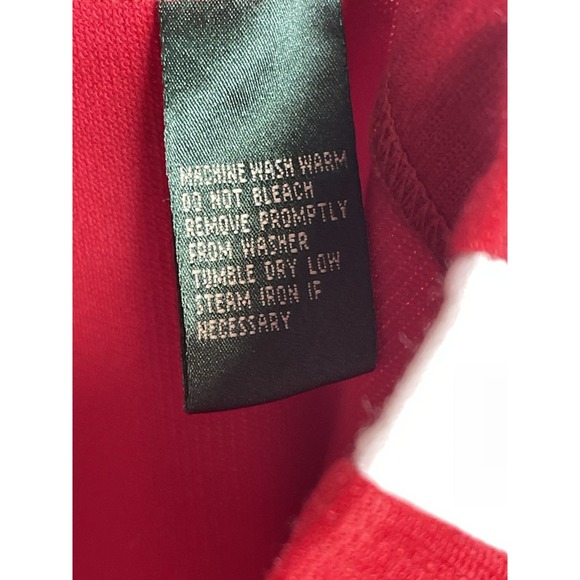 MACHINE WASH WARM
DO NOT BLEACH
REMOVE PROMPTLY
FROM WASHER
TUMBLE DRY LOW
STEAM IRON IF
NECESSARY